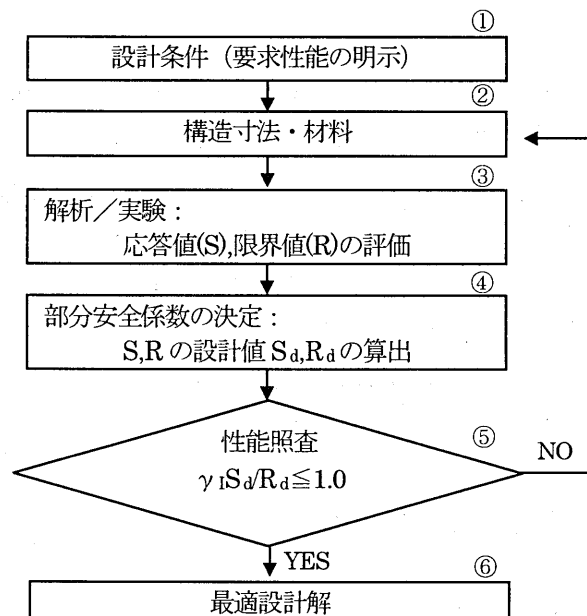 ①
設計条件（要求性能の明示）
②
構造寸法・材料
③
解析／実験：
応答値(S),限界値(R)の評価
④
部分安全係数の決定：
S,R の設計値 Sd,Rdの算出
⑤
性能照査
γISd/Rd≦1.0
NO
YES
⑥
最適設計解